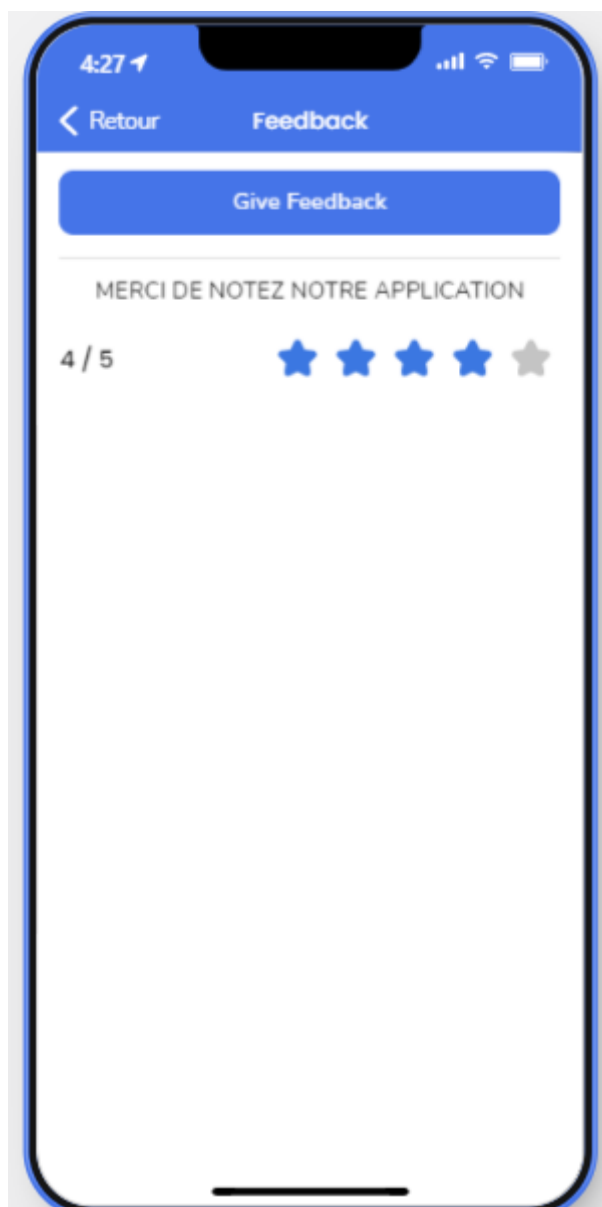 4:27
Retour Feedback
Give Feedback
MERCI DE NOTEZ NOTRE APPLICATION
4 / 5